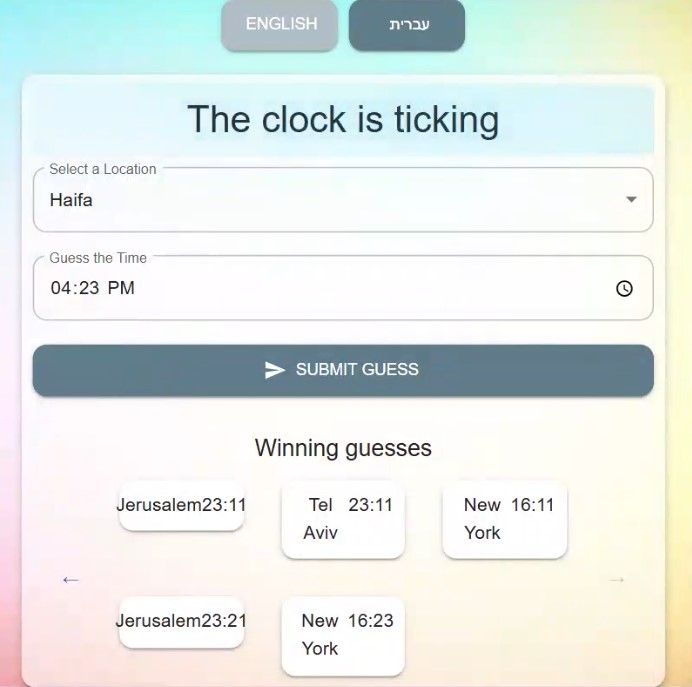 ENGLISH
עברית
The clock is ticking
Select a Location
Haifa
Guess the Time
04:23 PM
SUBMIT GUESS
Winning guesses
Jerusalem23:11
Tel 23:11
Aviv
New 16:11
York
←
→
Jerusalem23:21
New 16:23
York